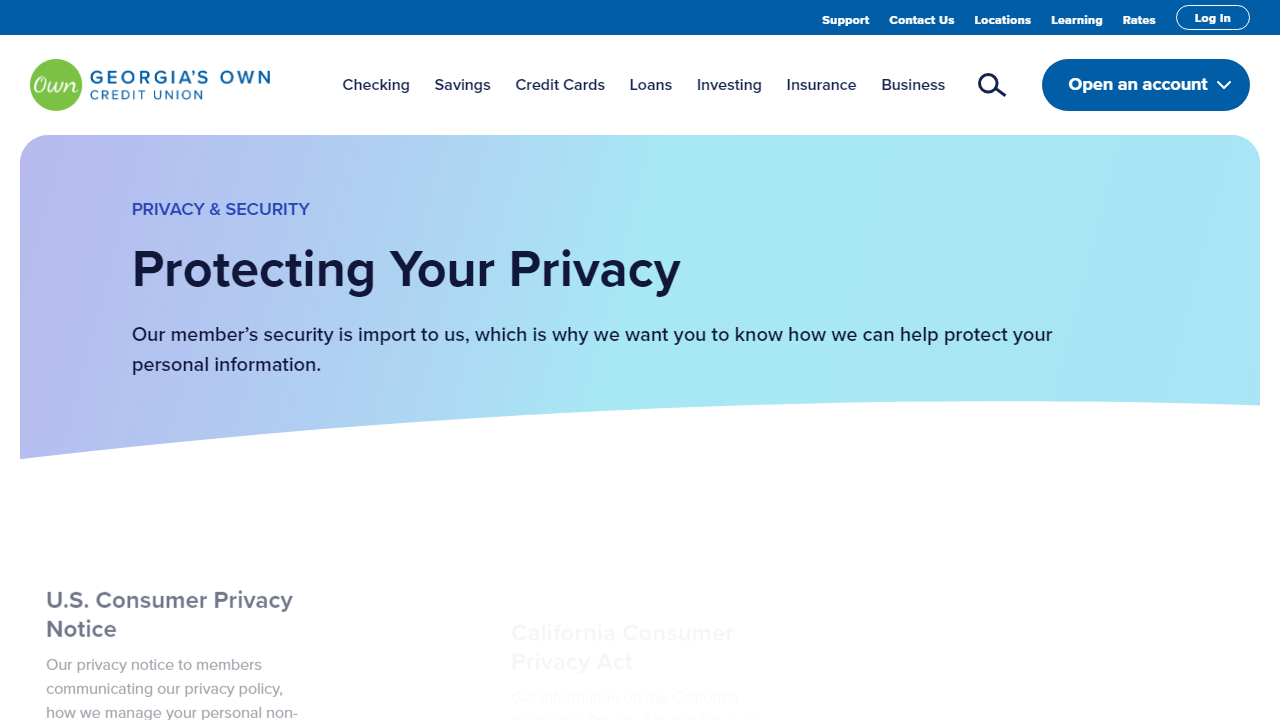 Support Contact Us Locations Learning Rates Log In
Own GEORGIA'S OWN
CREDIT UNION
Checking Savings Credit Cards Loans Investing Insurance Business Open an account
PRIVACY & SECURITY
Protecting Your Privacy
Our member’s security is import to us, which is why we want you to know how we can help protect your
personal information.
U.S. Consumer Privacy
Notice
Our privacy notice to members
communicating our privacy policy,
how we manage your personal non-
California Consumer
Privacy Act
Get information on the California